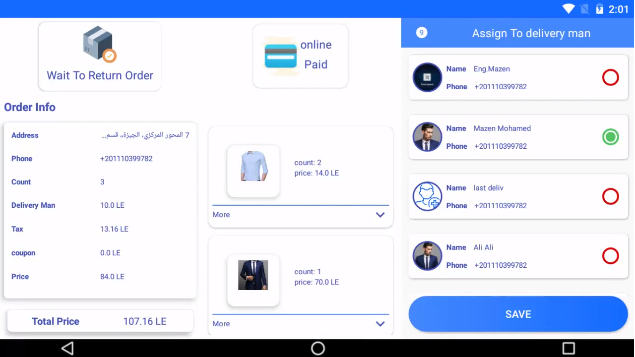 2:01
Wait To Return Order
online
Paid
Order Info
Address 7 المحور المركزي، الجيزة،، قسم...
Phone +201110399782
Count 3
Delivery Man 10.0 LE
Tax 13.16 LE
coupon 0.0 LE
Price 84.0 LE
Total Price 107.16 LE
count: 2
price: 14.0 LE
More
count: 1
price: 70.0 LE
More
9 Assign To delivery man
Name Eng.Mazen
Phone +201110399782
Name Mazen Mohamed
Phone +201110399782
Name last deliv
Phone +201110399782
Name Ali Ali
Phone +201110399782
SAVE